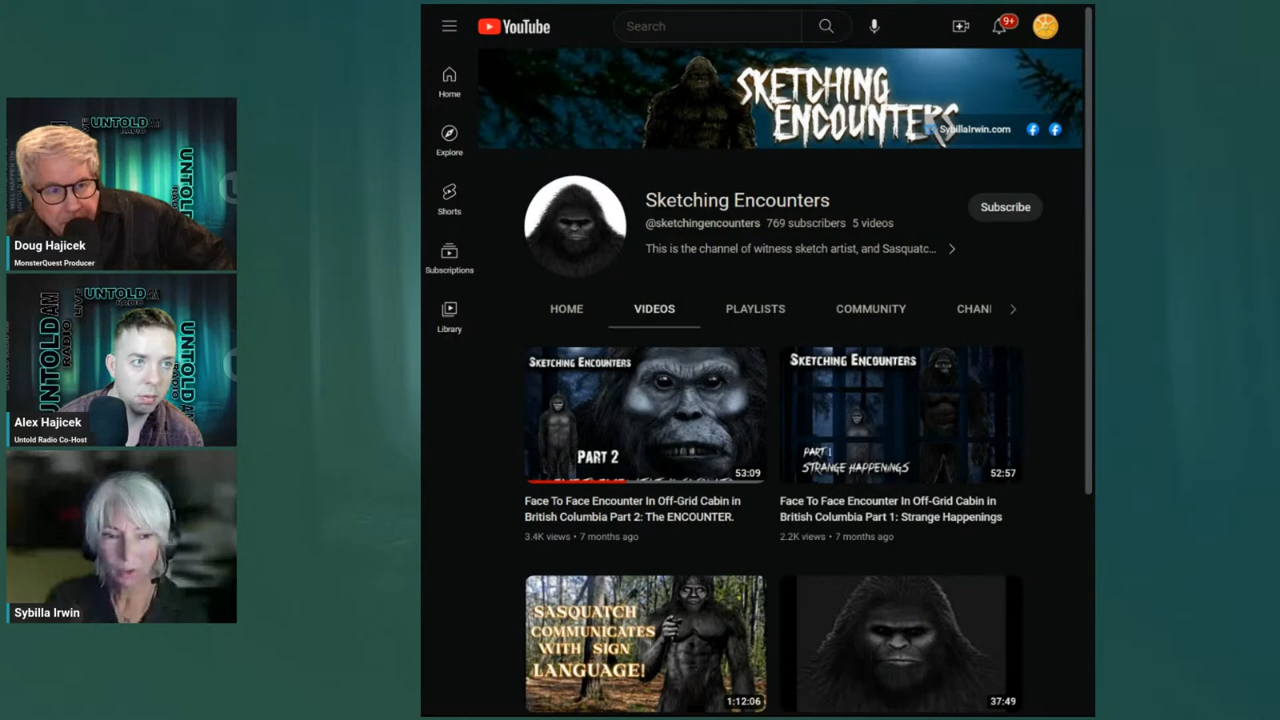 UNTOLD AM
RADIO
UNTOLD
Doug Hajicek
MonsterQuest Producer
UNTOLD AM
RADIO
LIVE
UNTOLD
RADIO
UNTOLD
RADIO
Alex Hajicek
Untold Radio Co-Host
Sybilla Irwin
YouTube
Search
9+
Home
Explore
Shorts
Subscriptions
Library
SKETCHING
ENCOUNTERS
SybillaIrwin.com
Sketching Encounters
@sketchingencounters 769 subscribers 5 videos
This is the channel of witness sketch artist, and Sasquatc...
Subscribe
HOME VIDEOS PLAYLISTS COMMUNITY CHANI
SKETCHING ENCOUNTERS
PART 2
53:09
Face To Face Encounter In Off-Grid Cabin in
British Columbia Part 2: The ENCOUNTER.
3.4K views • 7 months ago
SKETCHING ENCOUNTERS
PART 1
STRANGE HAPPENINGS
52:57
Face To Face Encounter In Off-Grid Cabin in
British Columbia Part 1: Strange Happenings
2.2K views • 7 months ago
SASQUATCH
COMMUNICATES
WITH SIGN
LANGUAGE!
1:12:06
37:49